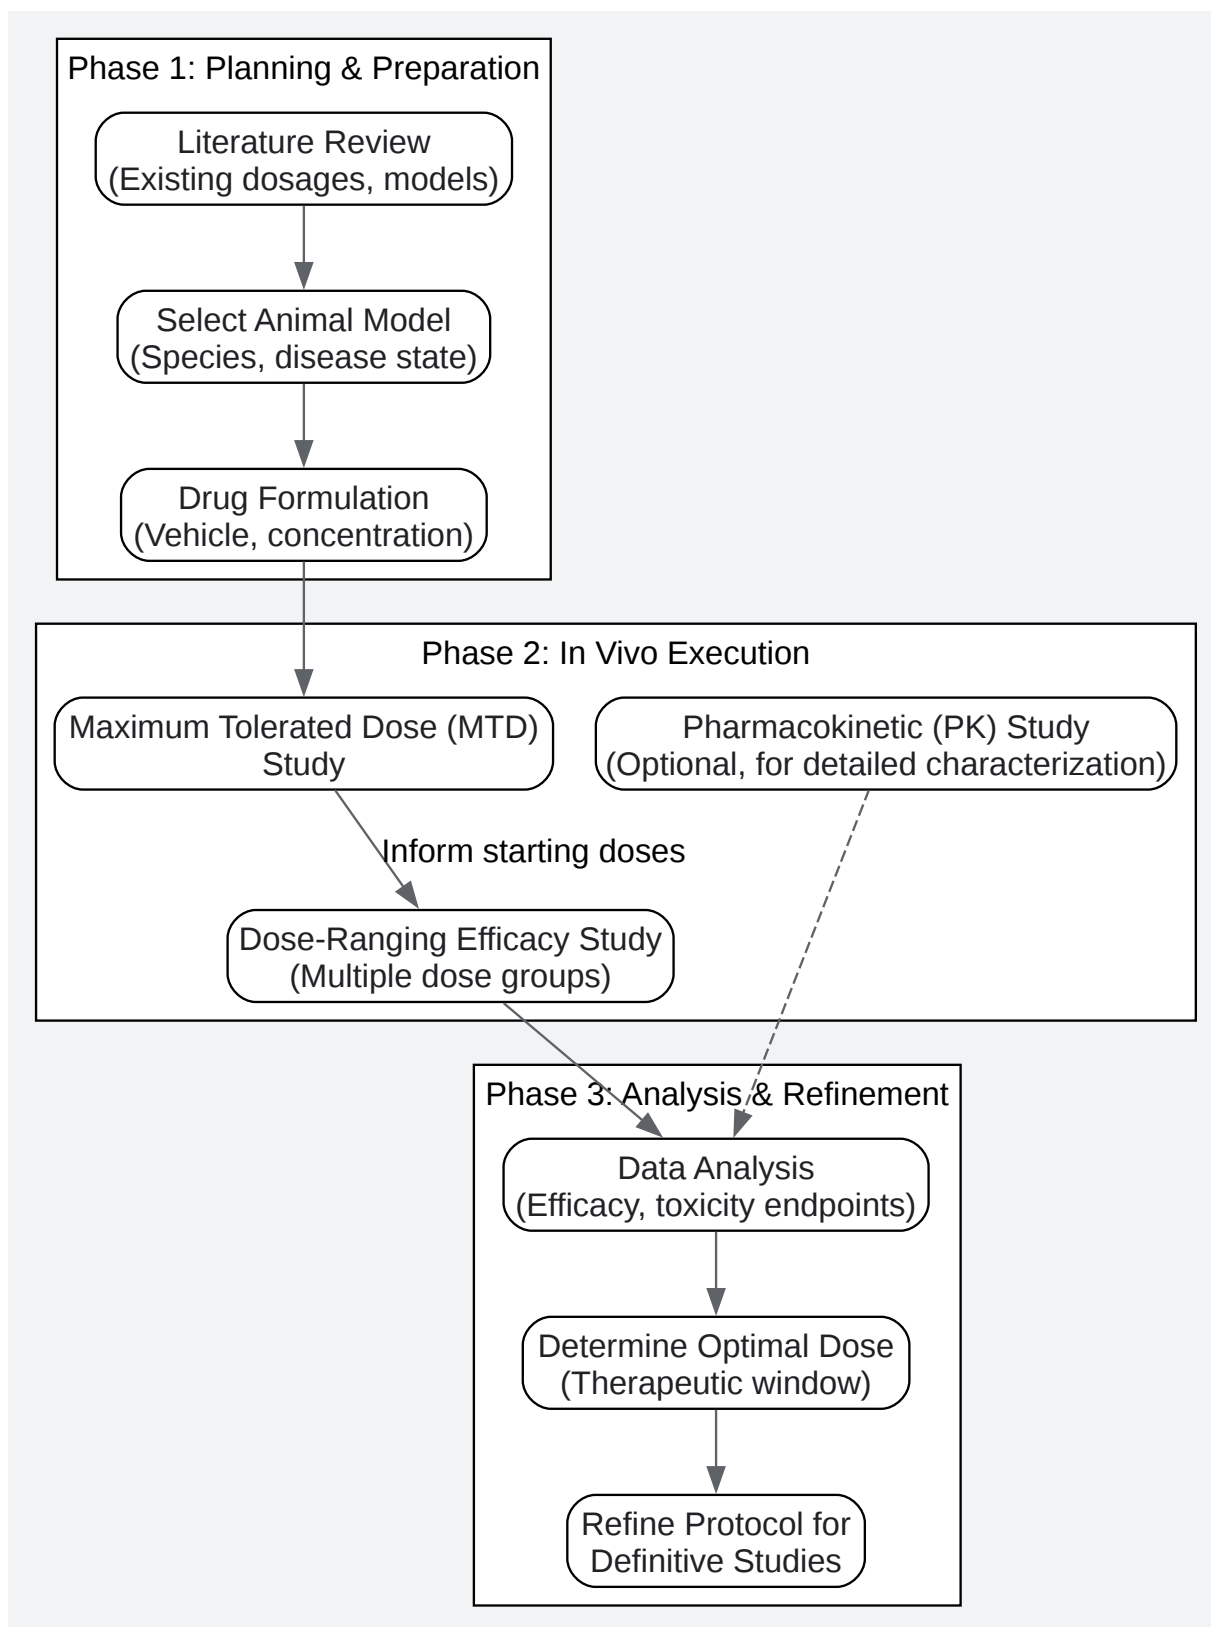 Phase 1: Planning & Preparation
Literature Review
(Existing dosages, models)
Select Animal Model
(Species, disease state)
Drug Formulation
(Vehicle, concentration)
Phase 2: In Vivo Execution
Maximum Tolerated Dose (MTD)
Study
Pharmacokinetic (PK) Study
(Optional, for detailed characterization)
Inform starting doses
Dose-Ranging Efficacy Study
(Multiple dose groups)
Phase 3: Analysis & Refinement
Data Analysis
(Efficacy, toxicity endpoints)
Determine Optimal Dose
(Therapeutic window)
Refine Protocol for
Definitive Studies